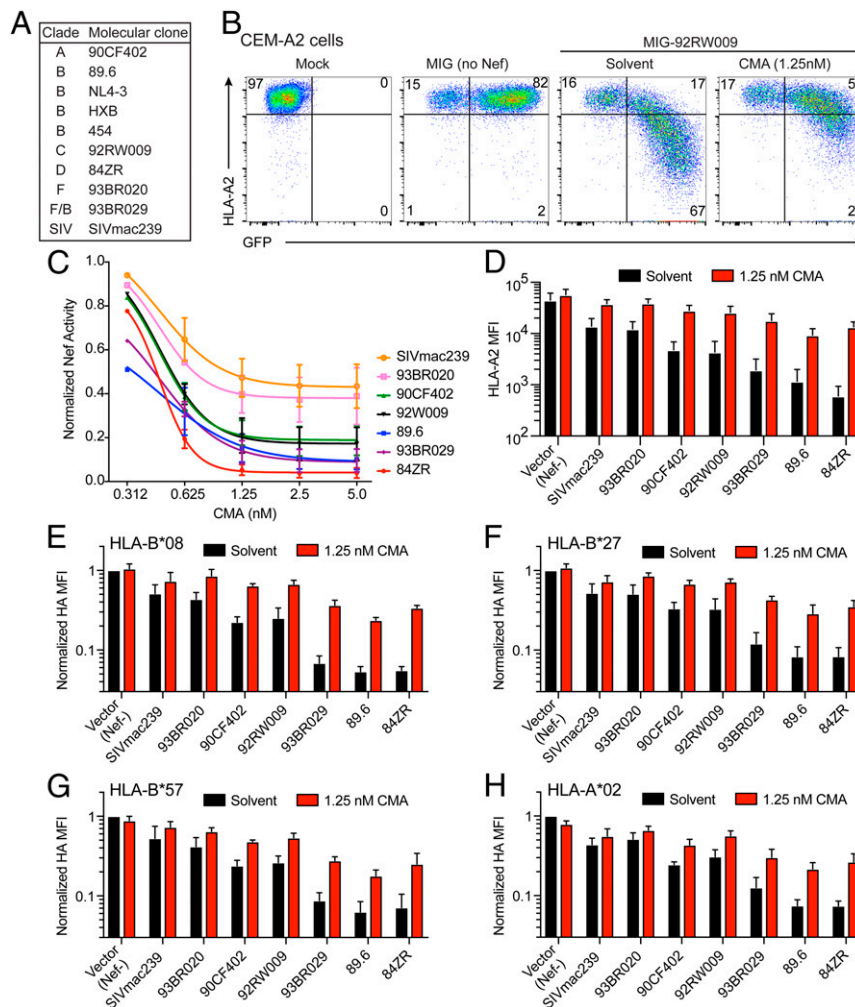 A
Clade Molecular clone
A 90CF402
B 89.6
B NL4-3
B HXB
B 454
C 92RW009
D 84ZR
F 93BR020
F/B 93BR029
SIV SIVmac239
B
CEM-A2 cells
MIG-92RW009
Mock
MIG (no Nef)
Solvent
CMA (1.25nM)
HLA-A2
97 0
0
15 82
1 2
16 17
67
17 5
2
GFP
C
Normalized Nef Activity
1.0
0.8
0.6
0.4
0.2
0.0
0.312 0.625 1.25 2.5 5.0
CMA (nM)
SIVmac239
93BR020
90CF402
92W009
89.6
93BR029
84ZR
D
Solvent 1.25 nM CMA
HLA-A2 MFI
10⁵
10⁴
10³
10²
Vector (Nef-)
SIVmac239
93BR020
90CF402
92RW009
93BR029
89.6
84ZR
E
HLA-B*08
Solvent 1.25 nM CMA
Normalized HA MFI
1
0.1
Vector (Nef-)
SIVmac239
93BR020
90CF402
92RW009
93BR029
89.6
84ZR
F
HLA-B*27
Solvent 1.25 nM CMA
Normalized HA MFI
1
0.1
Vector (Nef-)
SIVmac239
93BR020
90CF402
92RW009
93BR029
89.6
84ZR
G
HLA-B*57
Solvent 1.25 nM CMA
Normalized HA MFI
1
0.1
Vector (Nef-)
SIVmac239
93BR020
90CF402
92RW009
93BR029
89.6
84ZR
H
HLA-A*02
Solvent 1.25 nM CMA
Normalized HA MFI
1
0.1
Vector (Nef-)
SIVmac239
93BR020
90CF402
92RW009
93BR029
89.6
84ZR